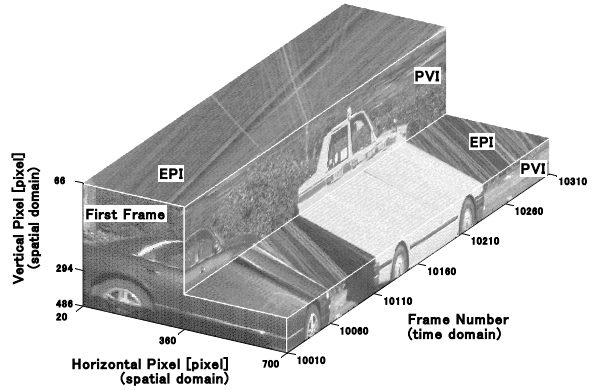 PVI
EPI
PVI
EPI
First Frame
Vertical Pixel [pixel]
(spatial domain)
66
294
486
20
360
700
Horizontal Pixel [pixel]
(spatial domain)
10010
10060
10110
10160
10210
10260
10310
Frame Number
(time domain)